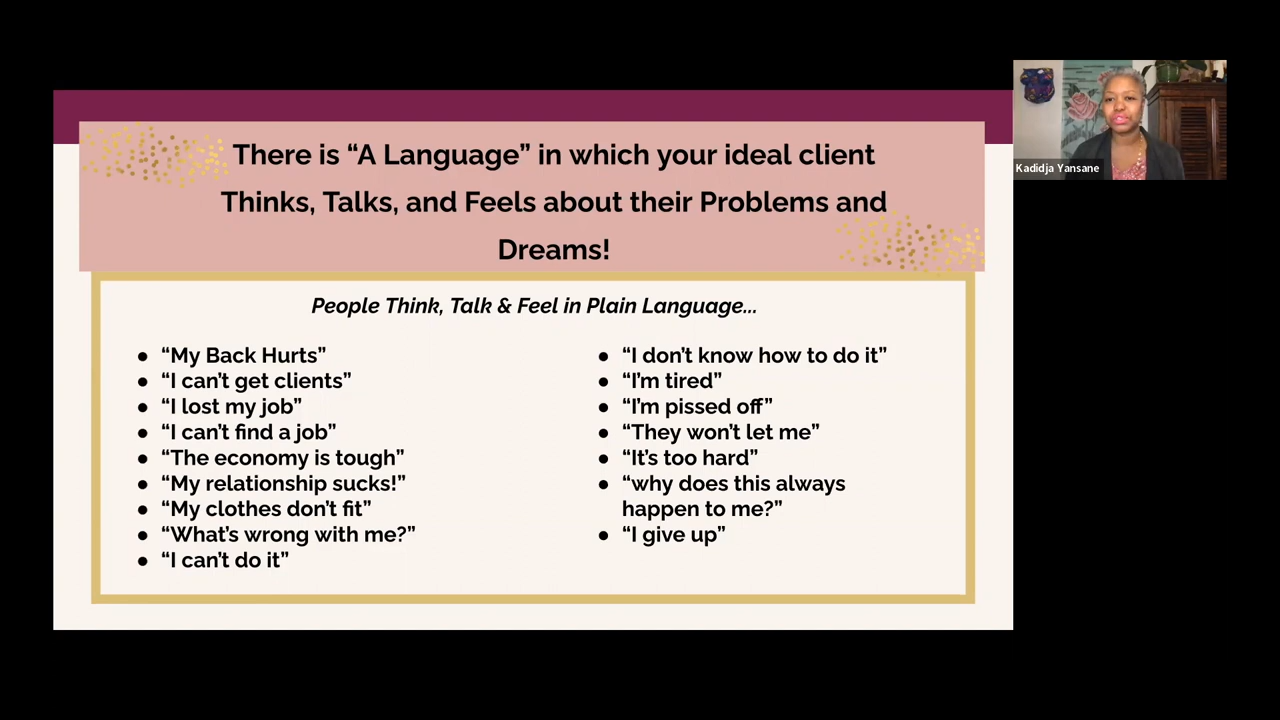 There is “A Language” in which your ideal client
Thinks, Talks, and Feels about their Problems and
Dreams!
People Think, Talk & Feel in Plain Language...
● “My Back Hurts”
● “I can’t get clients”
● “I lost my job”
● “I can’t find a job”
● “The economy is tough”
● “My relationship sucks!”
● “My clothes don’t fit”
● “What’s wrong with me?”
● “I can’t do it”
● “I don’t know how to do it”
● “I’m tired”
● “I’m pissed off”
● “They won’t let me”
● “It’s too hard”
● “why does this always
happen to me?”
● “I give up”
Kadidja Yansane